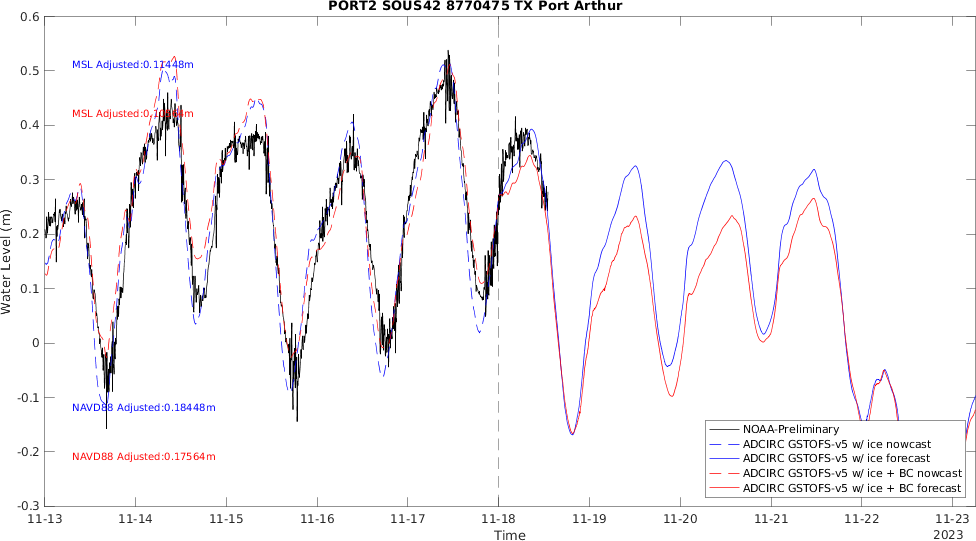 PORT2 SOUS42 8770475 TX Port Arthur
0.6
0.5
0.4
0.3
0.2
0.1
0
-0.1
-0.2
-0.3
Water Level (m)
MSL Adjusted:0.11448m
MSL Adjusted:
NAVD88 Adjusted:0.18448m
NAVD88 Adjusted:0.17564m
NOAA-Preliminary
ADCIRC GSTOFS-v5 w/ ice nowcast
ADCIRC GSTOFS-v5 w/ ice forecast
ADCIRC GSTOFS-v5 w/ ice + BC nowcast
ADCIRC GSTOFS-v5 w/ ice + BC forecast
11-13 11-14 11-15 11-16 11-17 11-18 11-19 11-20 11-21 11-22 11-23
Time
2023